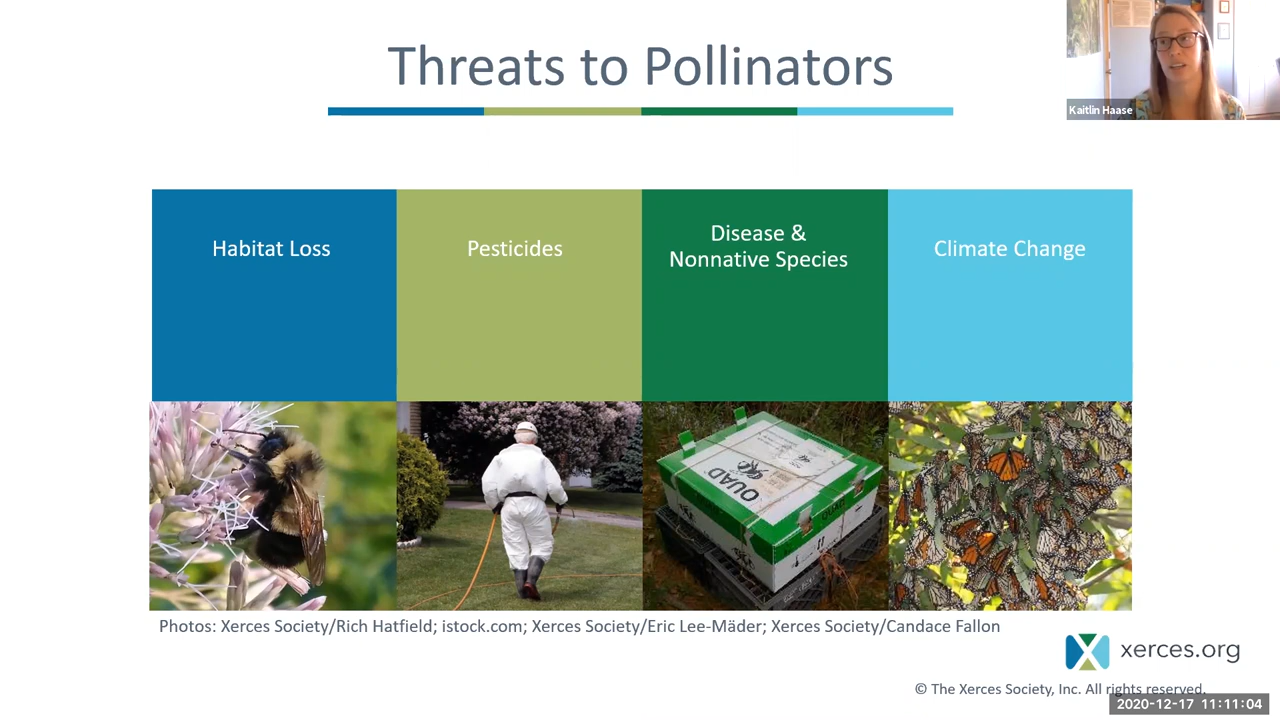 Threats to Pollinators
Kaitlin Haase
Habitat Loss
Pesticides
Disease &
Nonnative Species
Climate Change
QUAD
QUAD
Photos: Xerces Society/Rich Hatfield; istock.com; Xerces Society/Eric Lee-Mäder; Xerces Society/Candace Fallon
xerces.org
© The Xerces Society, Inc. All rights reserved.
2020-12-17 11:11:04